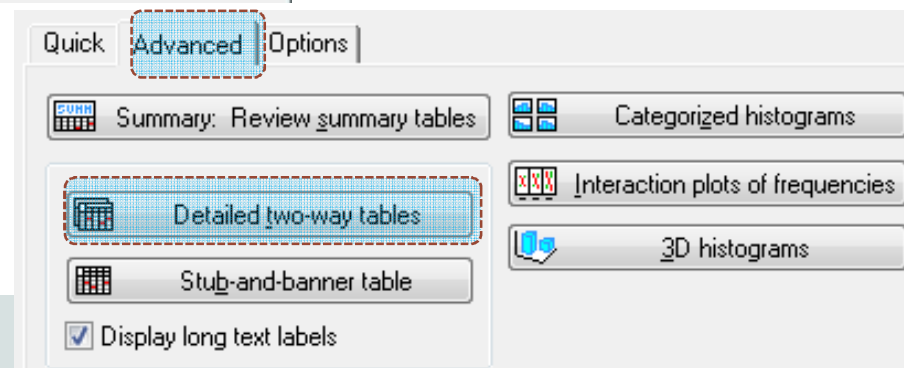 Quick Advanced Options
Summary: Review summary tables
Categorized histograms
Detailed two-way tables
Interaction plots of frequencies
Stub-and-banner table
3D histograms
Display long text labels